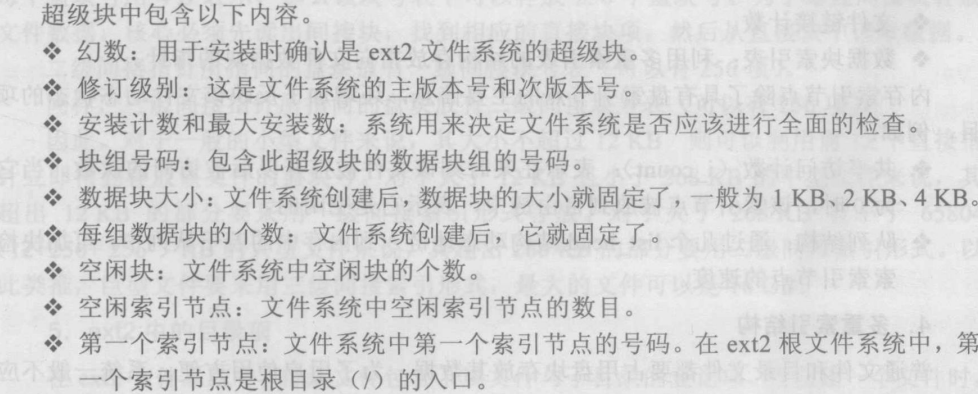 超级块中包含以下内容。
❖ 幻数：用于安装时确认是 ext2 文件系统的超级块。
❖ 修订级别：这是文件系统的主版本号和次版本号。
❖ 安装计数和最大安装数：系统用来决定文件系统是否应该进行全面的检查。
❖ 块组号码：包含此超级块的数据块组的号码。
❖ 数据块大小：文件系统创建后，数据块的大小就固定了，一般为 1 KB、2 KB、4 KB。
❖ 每组数据块的个数：文件系统创建后，它就固定了。
❖ 空闲块：文件系统中空闲块的个数。
❖ 空闲索引节点：文件系统中空闲索引节点的数目。
❖ 第一个索引节点：文件系统中第一个索引节点的号码。在 ext2 根文件系统中，第
一个索引节点是根目录（/）的入口。